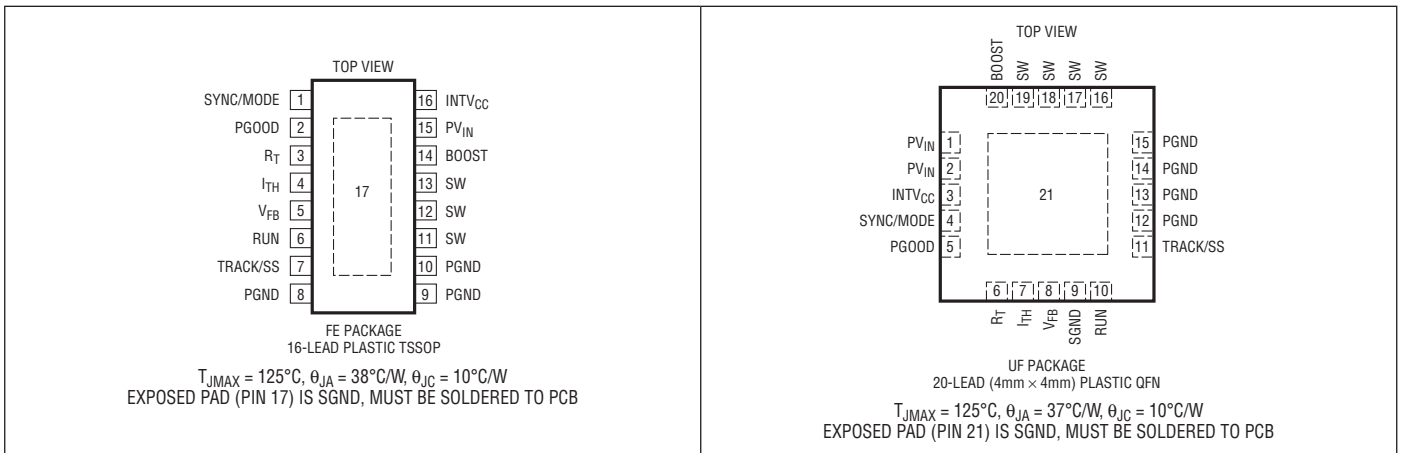 TOP VIEW
SYNC/MODE 1
PGOOD 2
RT 3
ITH 4
VFB 5
RUN 6
TRACK/SS 7
PGND 8
17
16 INTVCC
15 PVIN
14 BOOST
13 SW
12 SW
11 SW
10 PGND
9 PGND
FE PACKAGE
16-LEAD PLASTIC TSSOP
TJMAX = 125°C, θJA = 38°C/W, θJC = 10°C/W
EXPOSED PAD (PIN 17) IS SGND, MUST BE SOLDERED TO PCB
TOP VIEW
BOOST SW SW SW SW
20 19 18 17 16
PVIN 1
PVIN 2
INTVCC 3
SYNC/MODE 4
PGOOD 5
21
15 PGND
14 PGND
13 PGND
12 PGND
11 TRACK/SS
6 7 8 9 10
RT ITH VFB SGND RUN
UF PACKAGE
20-LEAD (4mm × 4mm) PLASTIC QFN
TJMAX = 125°C, θJA = 37°C/W, θJC = 10°C/W
EXPOSED PAD (PIN 21) IS SGND, MUST BE SOLDERED TO PCB